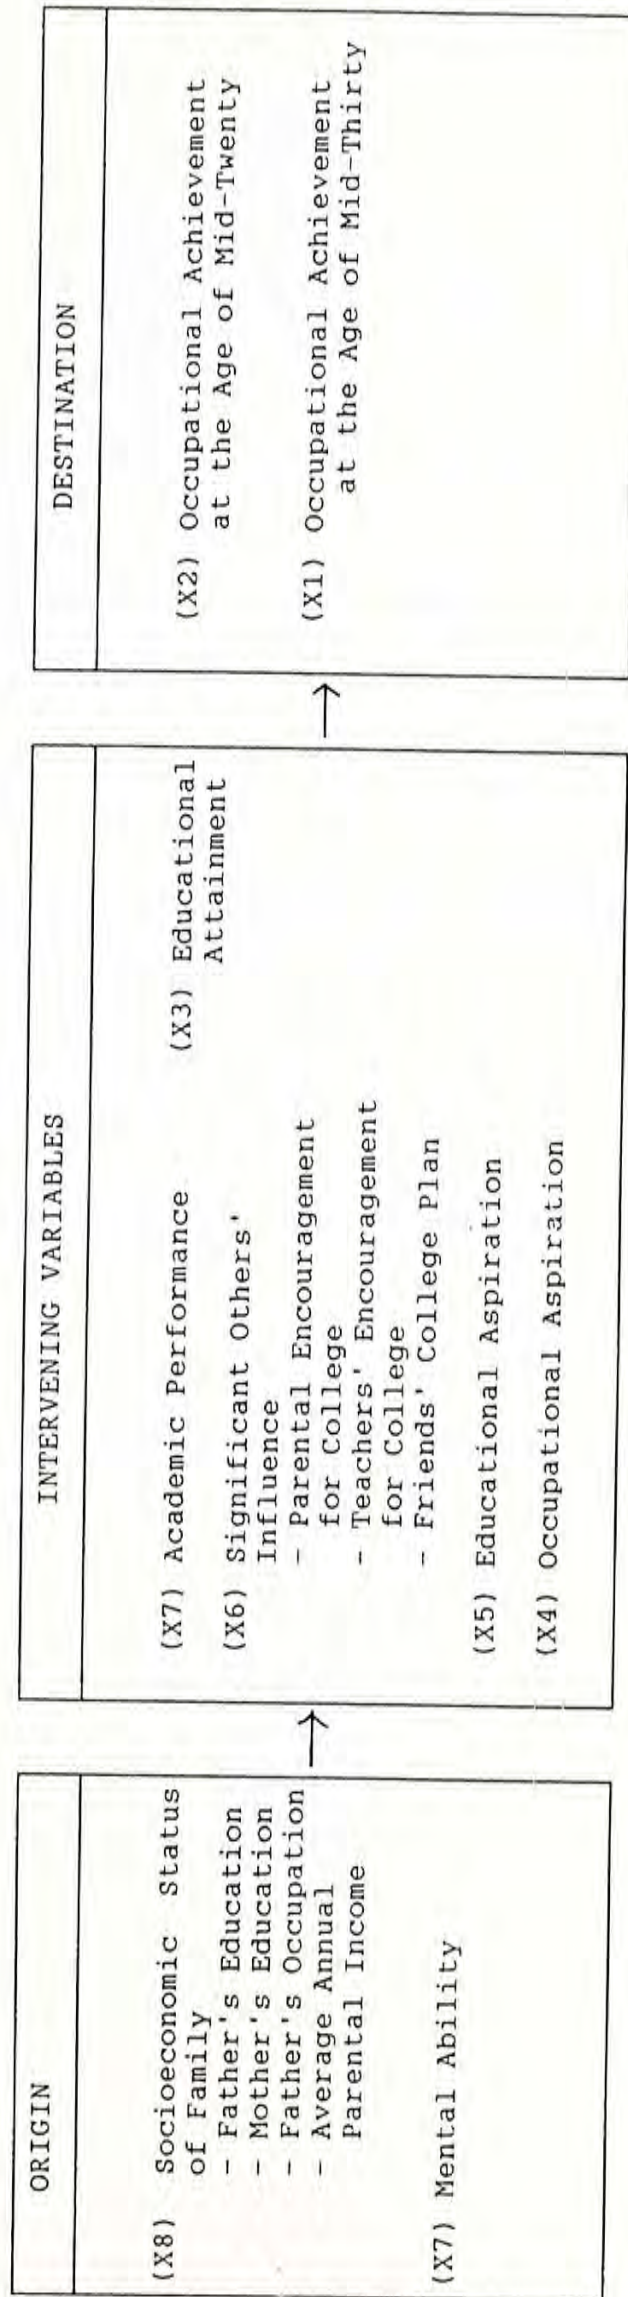 ORIGIN
(X8) Socioeconomic Status
of Family
- Father's Education
- Mother's Education
- Father's Occupation
- Average Annual
Parental Income
(X7) Mental Ability
→
INTERVENING VARIABLES
(X7) Academic Performance
(X6) Significant Others'
Influence
- Parental Encouragement
for College
- Teachers' Encouragement
for College
- Friends' College Plan
(X5) Educational Aspiration
(X4) Occupational Aspiration
(X3) Educational
Attainment
→
DESTINATION
(X2) Occupational Achievement
at the Age of Mid-Twenty
(X1) Occupational Achievement
at the Age of Mid-Thirty